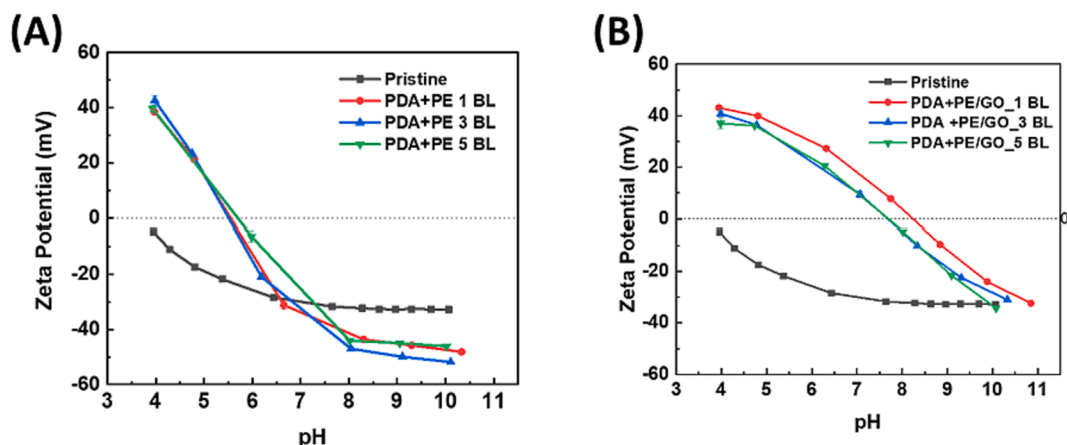 (A)
60
40
20
0
-20
-40
-60
Zeta Potential (mV)
3 4 5 6 7 8 9 10 11
pH
Pristine
PDA+PE 1 BL
PDA+PE 3 BL
PDA+PE 5 BL
(B)
60
40
20
0
-20
-40
-60
Zeta Potential (mV)
3 4 5 6 7 8 9 10 11
pH
Pristine
PDA+PE/GO_1 BL
PDA +PE/GO_3 BL
PDA+PE/GO_5 BL
0